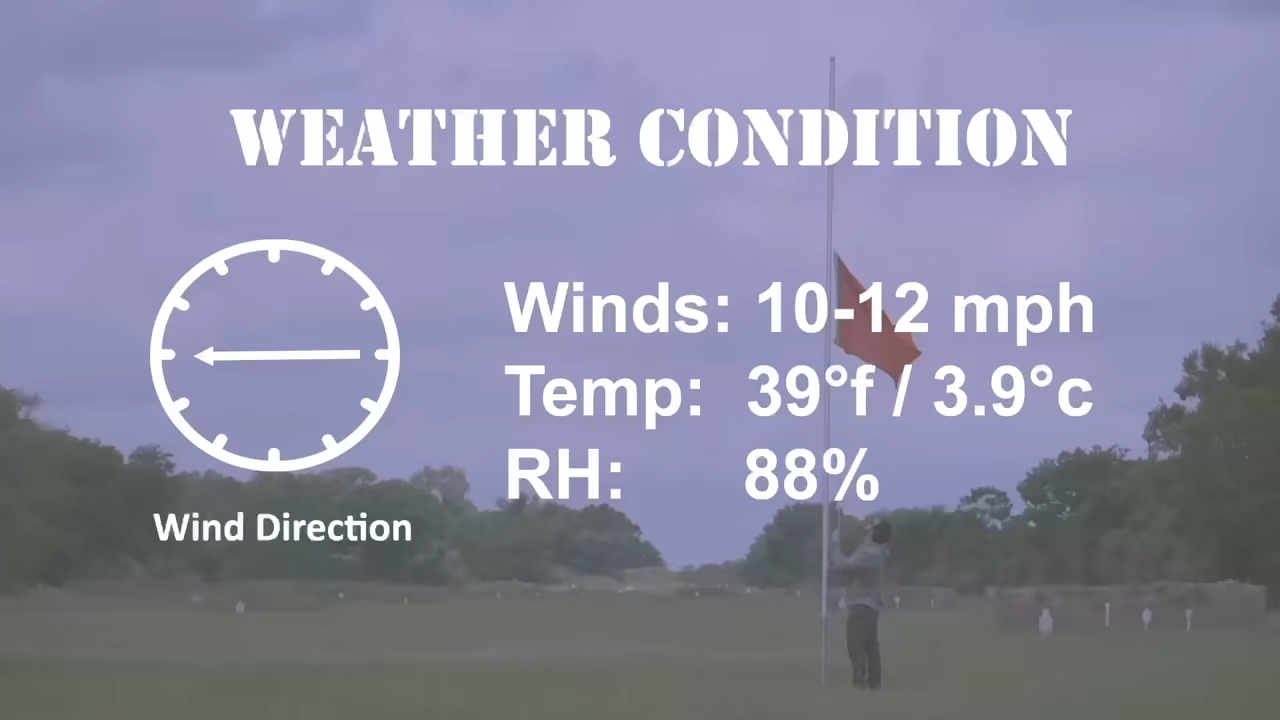 WEATHER CONDITION
Winds: 10-12 mph
Temp: 39°f / 3.9°c
RH: 88%
Wind Direction